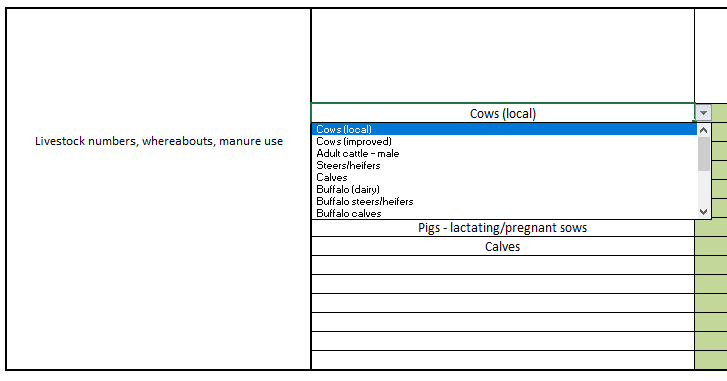 Cows (local)
Livestock numbers, whereabouts, manure use
Cows (local)
Cows (improved)
Adult cattle – male
Steers/heifers
Calves
Buffalo (dairy)
Buffalo steers/heifers
Buffalo calves
Pigs - lactating/pregnant sows
Calves